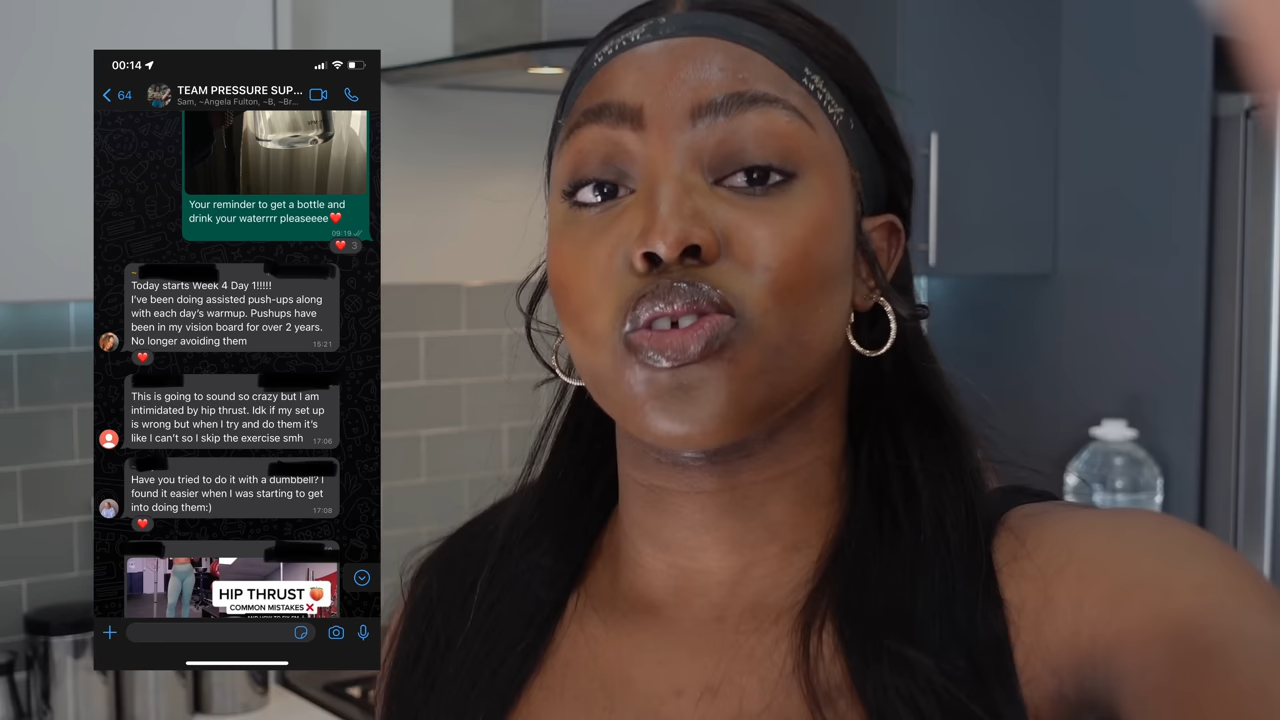 00:14
64
TEAM PRESSURE SUP...
Sam, ~Angela Fulton, ~B, ~Br...
Your reminder to get a bottle and
drink your waterrrr pleaseeee❤️
09:19
❤️ 3
~
Today starts Week 4 Day 1!!!!!
I've been doing assisted push-ups along
with each day's warmup. Pushups have
been in my vision board for over 2 years.
No longer avoiding them
15:21
❤️
This is going to sound so crazy but I am
intimidated by hip thrust. Idk if my set up
is wrong but when I try and do them it's
like I can't so I skip the exercise smh
17:06
Have you tried to do it with a dumbbell? I
found it easier when I was starting to get
into doing them:)
17:08
❤️
HIP THRUST 🍑
COMMON MISTAKES ❌